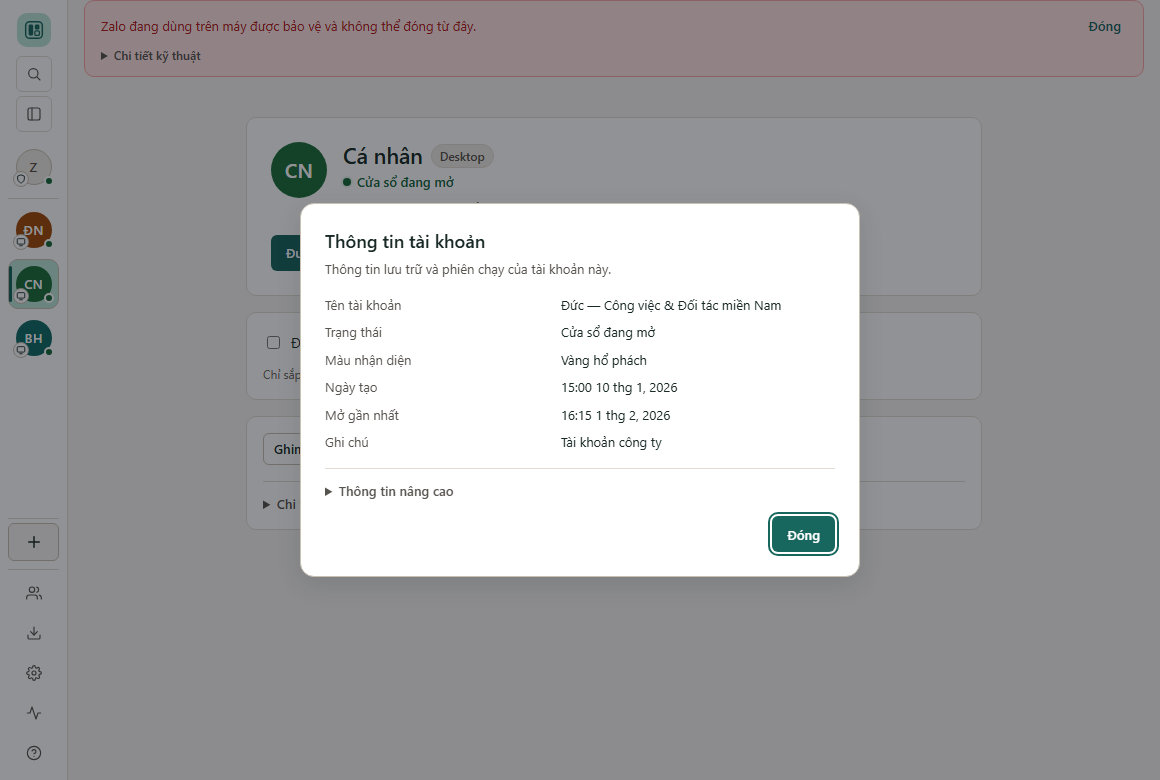 Zalo đang dùng trên máy được bảo vệ và không thể đóng từ đây.
Đóng
Chi tiết kỹ thuật
Z
ĐN
CN
BH
CN
Cá nhân
Desktop
Cửa sổ đang mở
Chỉ sắp
Ghim
Chi
Thông tin tài khoản
Thông tin lưu trữ và phiên chạy của tài khoản này.
Tên tài khoản
Đức — Công việc & Đối tác miền Nam
Trạng thái
Cửa sổ đang mở
Màu nhận diện
Vàng hổ phách
Ngày tạo
15:00 10 thg 1, 2026
Mở gần nhất
16:15 1 thg 2, 2026
Ghi chú
Tài khoản công ty
Thông tin nâng cao
Đóng